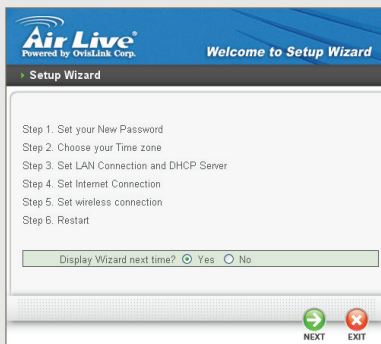 Air Live®
Powered by OvisLink Corp.
Welcome to Setup Wizard
Setup Wizard
Step 1. Set your New Password
Step 2. Choose your Time zone
Step 3. Set LAN Connection and DHCP Server
Step 4. Set Internet Connection
Step 5. Set wireless connection
Step 6. Restart
Display Wizard next time? Yes No
NEXT EXIT